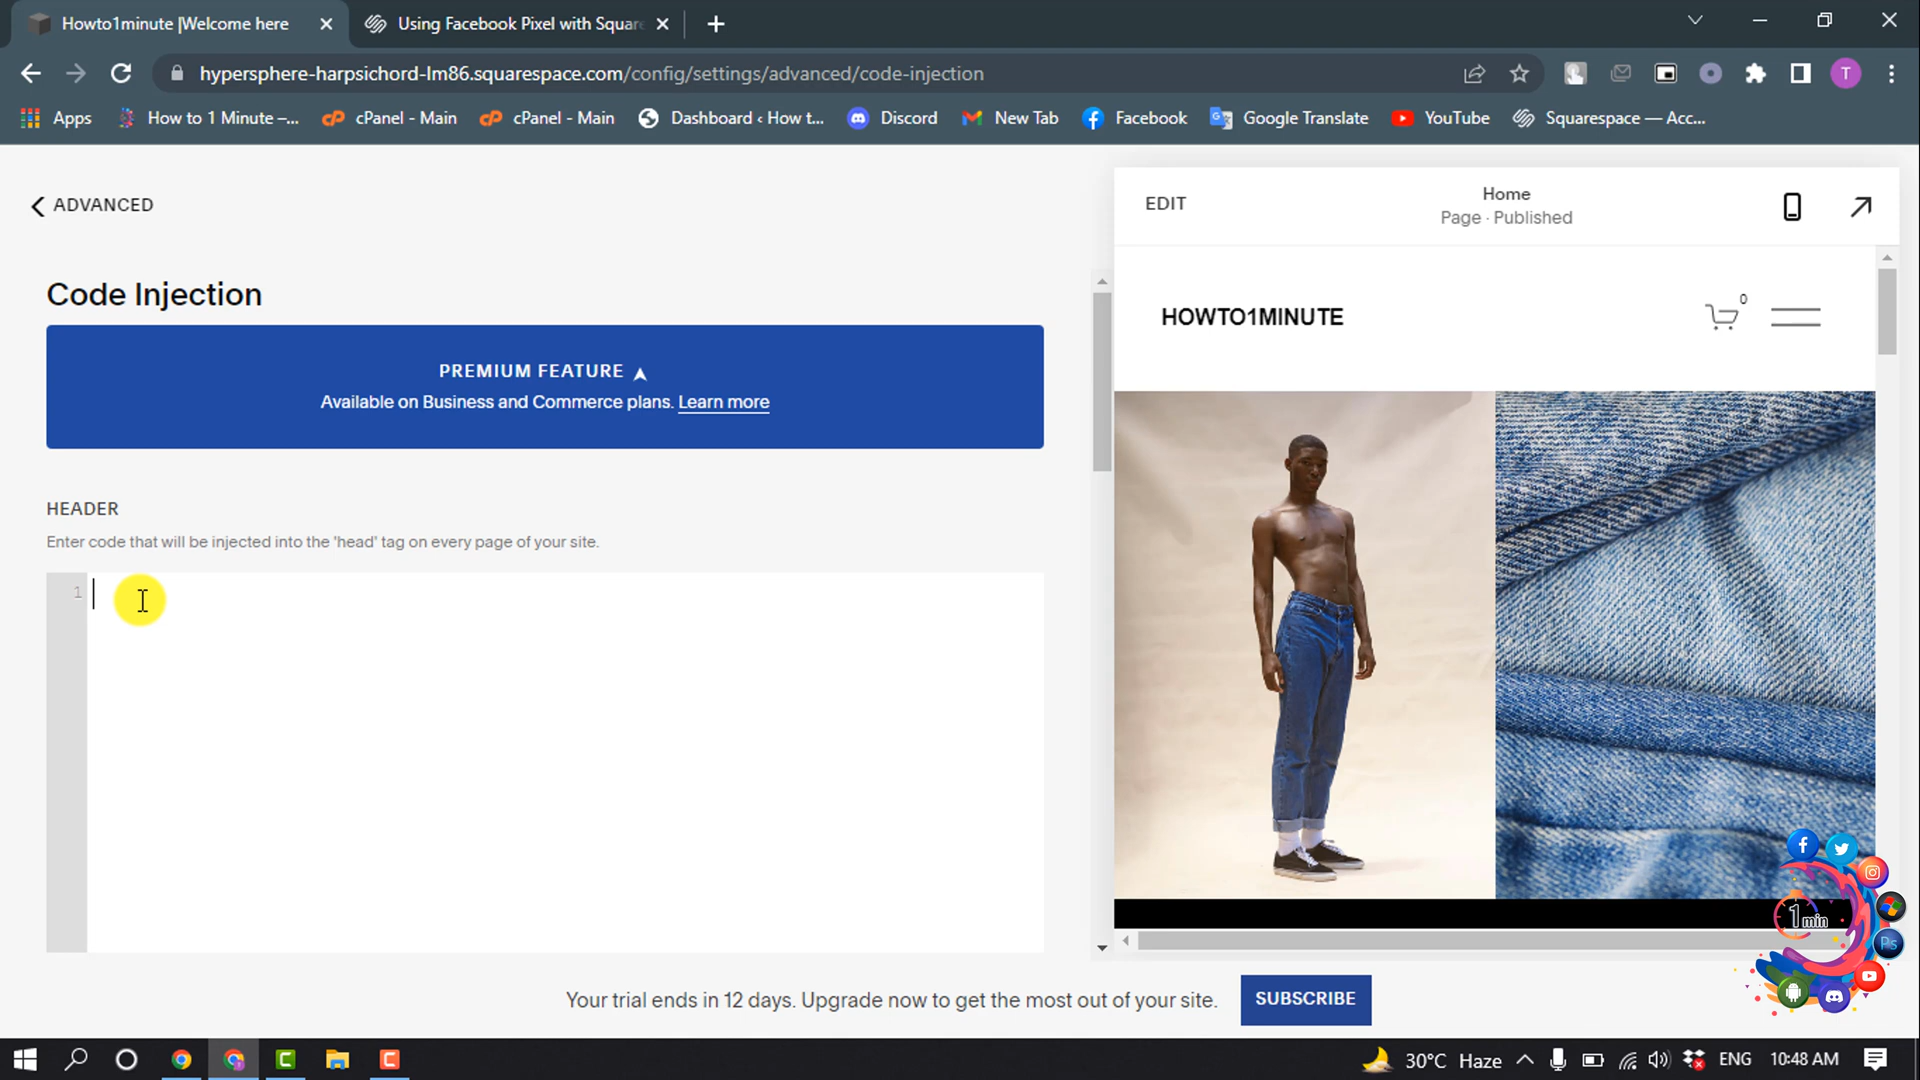 Howto1minute |Welcome here
Using Facebook Pixel with Squar
hypersphere-harpsichord-lm86.squarespace.com/config/settings/advanced/code-injection
T
Apps
How to 1 Minute –...
cPanel - Main
cPanel - Main
Dashboard ‹ How t...
Discord
New Tab
Facebook
Google Translate
YouTube
Squarespace — Acc...
ADVANCED
EDIT
Home
Page · Published
Code Injection
PREMIUM FEATURE
Available on Business and Commerce plans. Learn more
HOWTO1MINUTE
0
HEADER
Enter code that will be injected into the 'head' tag on every page of your site.
1
1 min
Ps
Your trial ends in 12 days. Upgrade now to get the most out of your site.
SUBSCRIBE
30°C Haze
ENG
10:48 AM